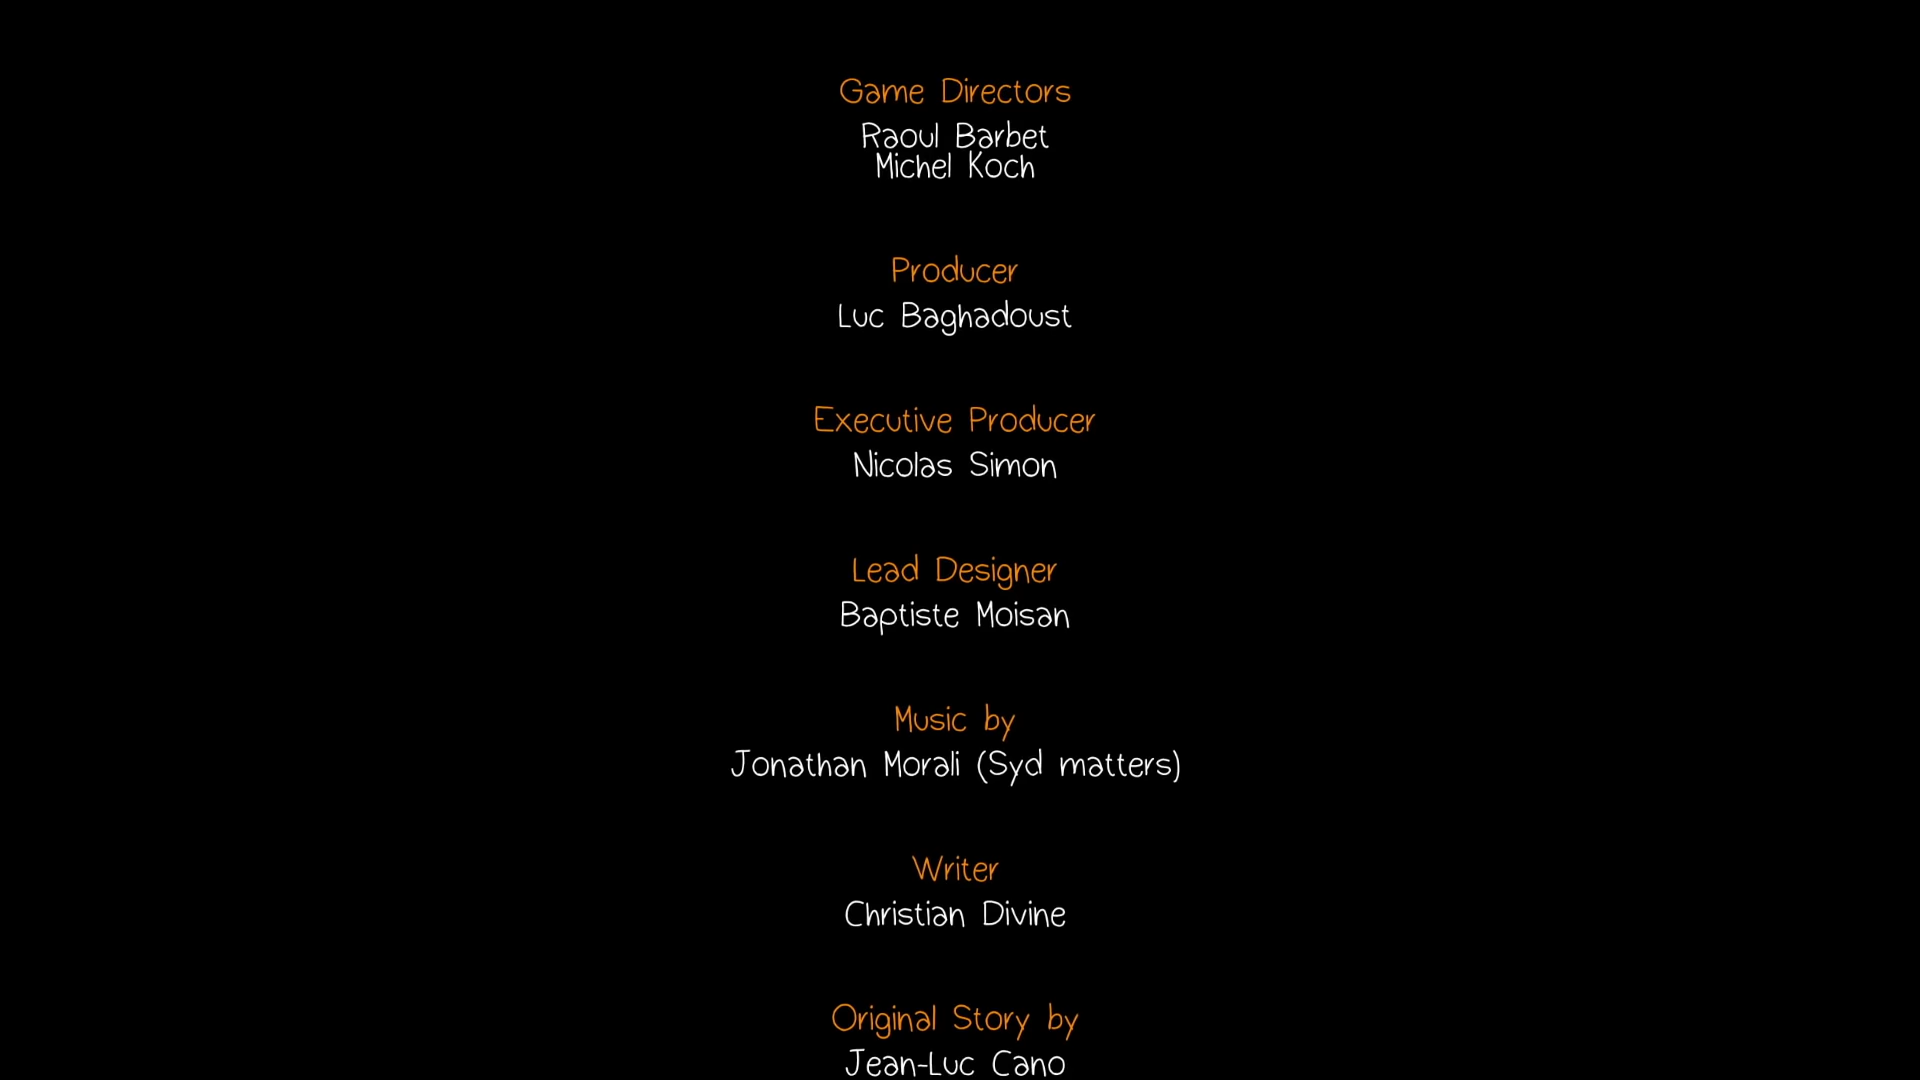 Game Directors
Raoul Barbet
Michel Koch
Producer
Luc Baghadoust
Executive Producer
Nicolas Simon
Lead Designer
Baptiste Moisan
Music by
Jonathan Morali (Syd matters)
Writer
Christian Divine
Original Story by
Jean-Luc Cano